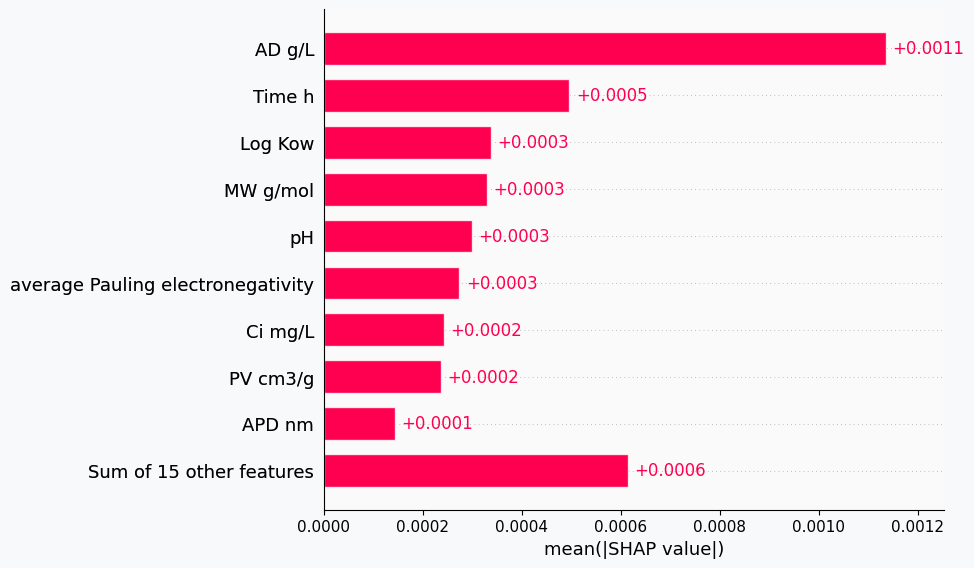 AD g/L +0.0011
Time h +0.0005
Log Kow +0.0003
MW g/mol +0.0003
pH +0.0003
average Pauling electronegativity +0.0003
Ci mg/L +0.0002
PV cm3/g +0.0002
APD nm +0.0001
Sum of 15 other features +0.0006
0.0000 0.0002 0.0004 0.0006 0.0008 0.0010 0.0012
mean(|SHAP value|)